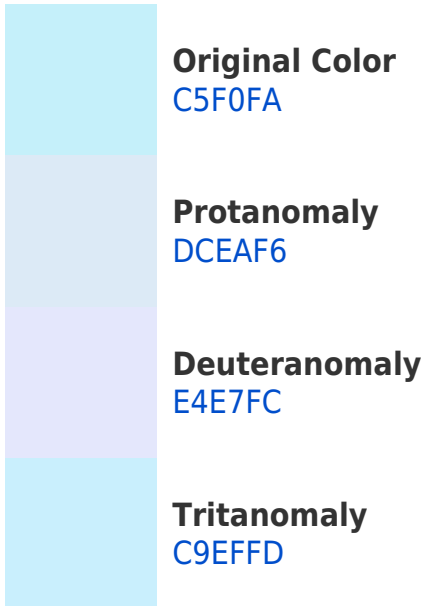 Original Color
C5F0FA
Protanomaly
DCEAF6
Deuteranomaly
E4E7FC
Tritanomaly
C9EFFD